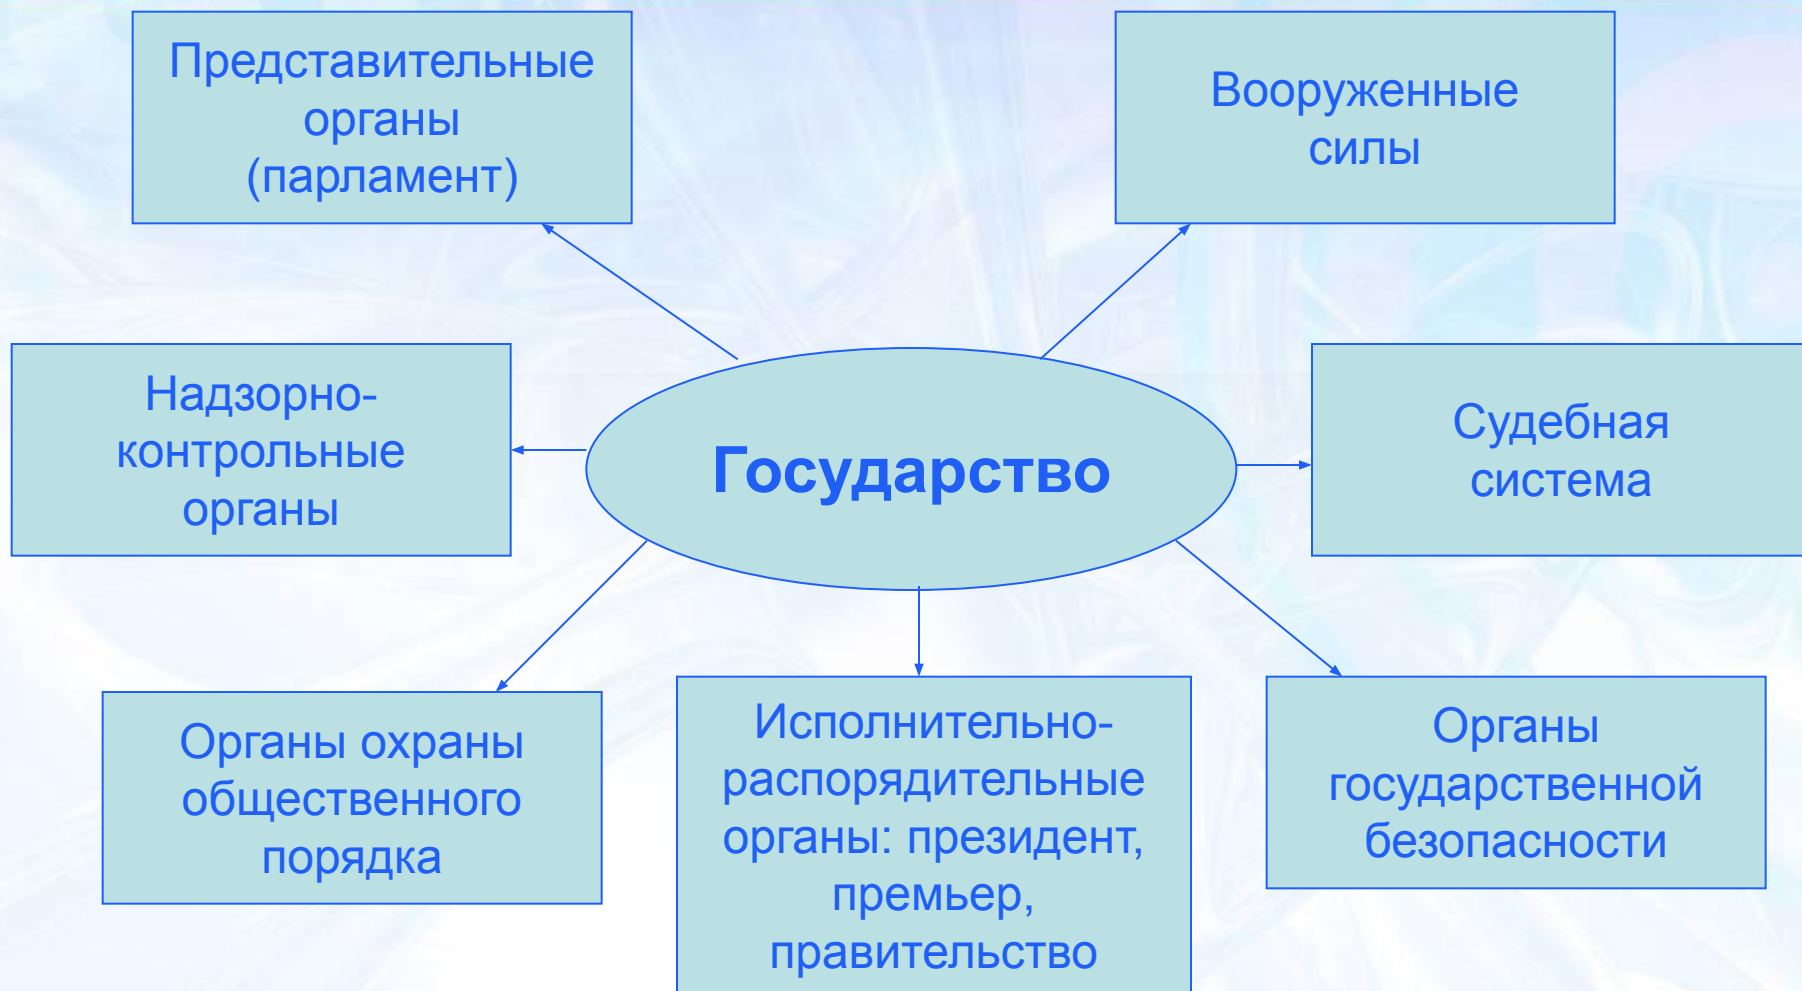 Представительные
органы
(парламент)
Вооруженные
силы
Надзорно-
контрольные
органы
Государство
Судебная
система
Органы охраны
общественного
порядка
Исполнительно-
распорядительные
органы: президент,
премьер,
правительство
Органы
государственной
безопасности